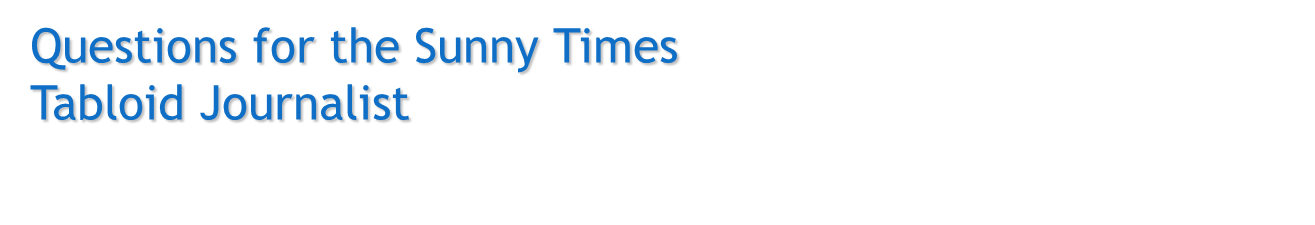 Questions for the Sunny Times
Tabloid Journalist